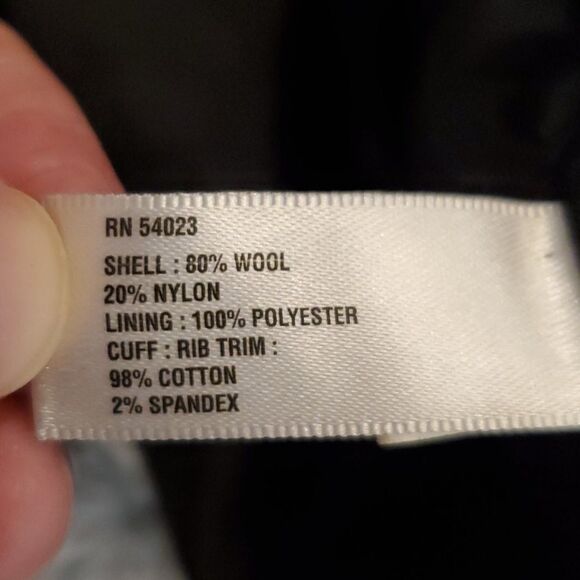 RN 54023
SHELL : 80% WOOL
20% NYLON
LINING : 100% POLYESTER
CUFF : RIB TRIM :
98% COTTON
2% SPANDEX